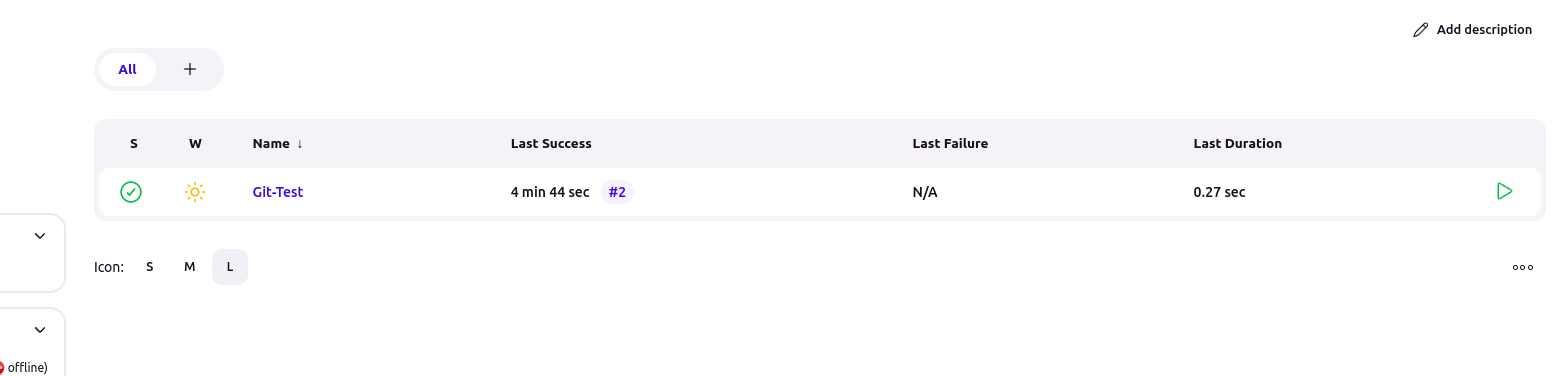 Add description
All +
S W Name ↓ Last Success Last Failure Last Duration
Git-Test 4 min 44 sec #2 N/A 0.27 sec
Icon: S M L
offline)